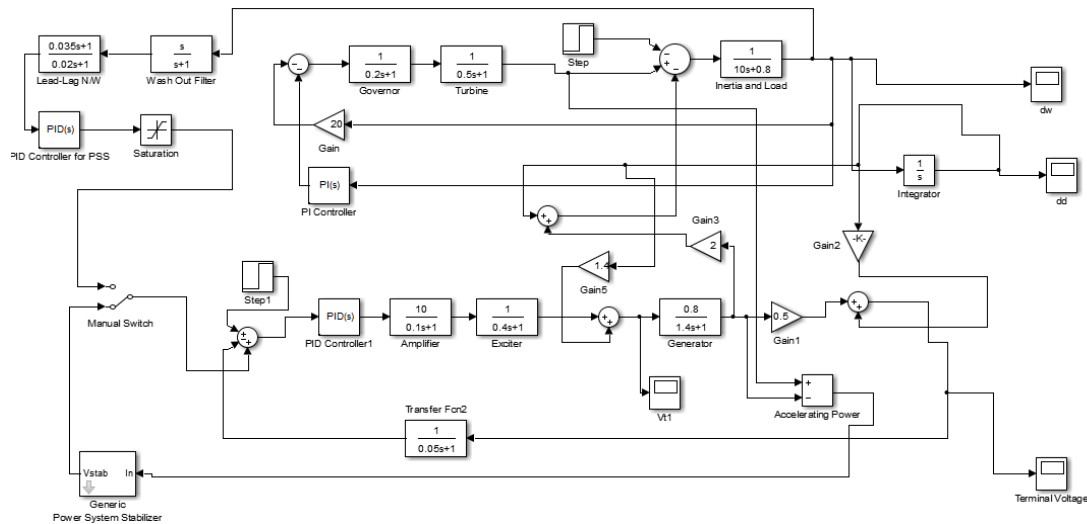 0.035s+1
0.02s+1
Lead-Lag N/W
s
s+1
Wash Out Filter
PID(s)
PID Controller for PSS
Saturation
1
0.2s+1
Governor
1
0.5s+1
Turbine
Step
1
10s+0.8
Inertia and Load
dw
20
Gain
PI(s)
PI Controller
1
s
Integrator
dd
Gain3
2
-K-
Gain2
1.4
Gain5
Step1
Manual Switch
PID(s)
PID Controller1
10
0.1s+1
Amplifier
1
0.4s+1
Exciter
0.8
1.4s+1
Generator
0.5
Gain1
Vt1
Accelerating Power
Transfer Fcn2
1
0.05s+1
Vstab
In
Generic
Power System Stabilizer
Terminal Voltage